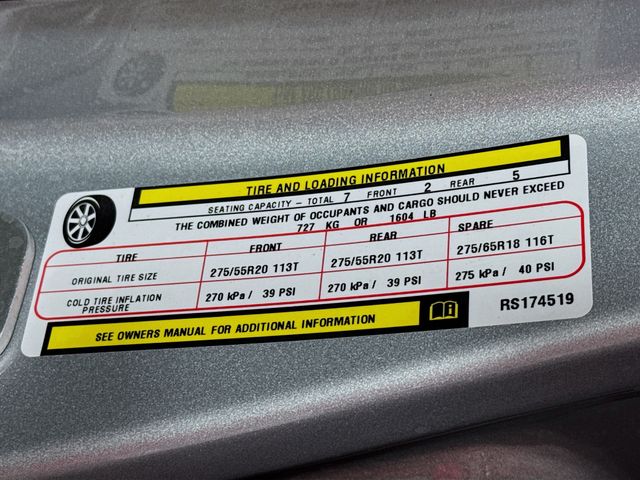 TIRE AND LOADING INFORMATION
SEATING CAPACITY - TOTAL 7 FRONT 2 REAR 5
THE COMBINED WEIGHT OF OCCUPANTS AND CARGO SHOULD NEVER EXCEED
727 KG OR 1604 LB
TIRE FRONT REAR SPARE
ORIGINAL TIRE SIZE 275/55R20 113T 275/55R20 113T 275/65R18 116T
COLD TIRE INFLATION PRESSURE 270 kPa/ 39 PSI 270 kPa/ 39 PSI 275 kPa/ 40 PSI
SEE OWNERS MANUAL FOR ADDITIONAL INFORMATION
RS174519